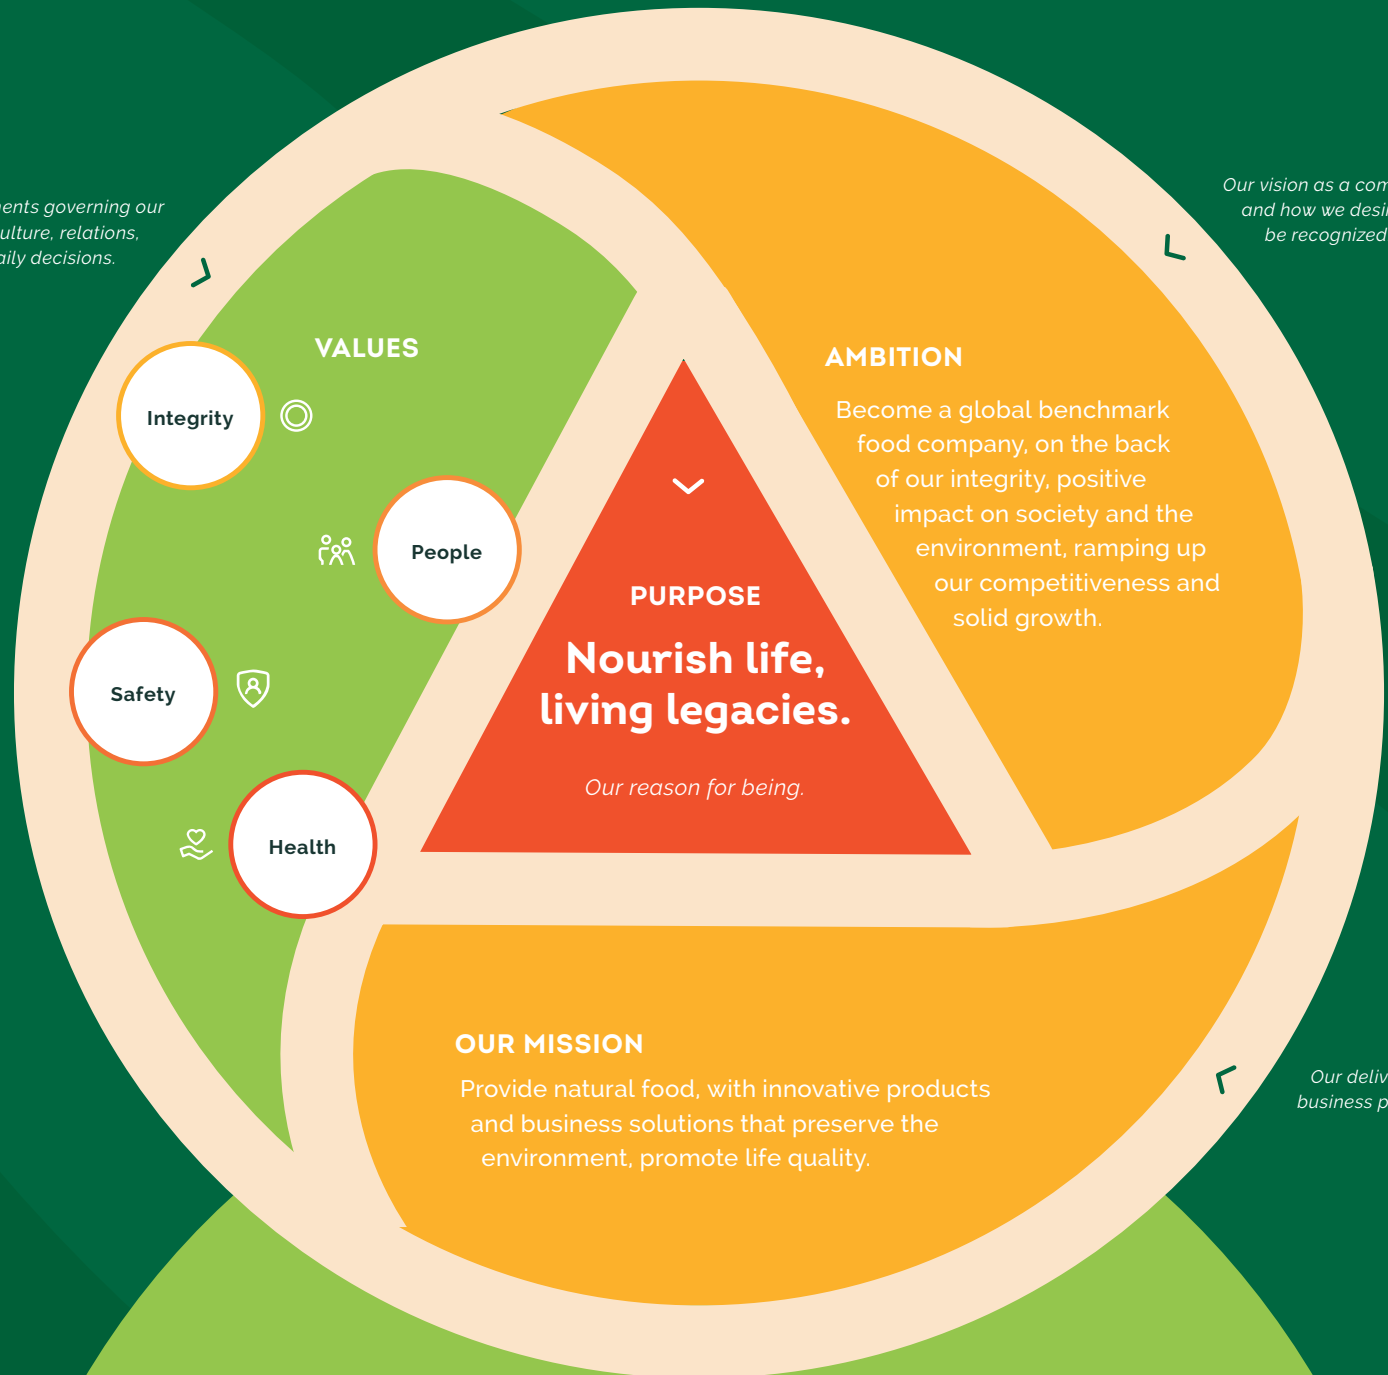 ents governing our
ulture, relations,
aily decisions.
Our vision as a com
and how we desi
be recognized
VALUES
Integrity
People
Safety
Health
AMBITION
Become a global benchmark
food company, on the back
of our integrity, positive
impact on society and the
environment, ramping up
our competitiveness and
solid growth.
PURPOSE
Nourish life,
living legacies.
Our reason for being.
OUR MISSION
Provide natural food, with innovative products
and business solutions that preserve the
environment, promote life quality.
Our deliv
business p